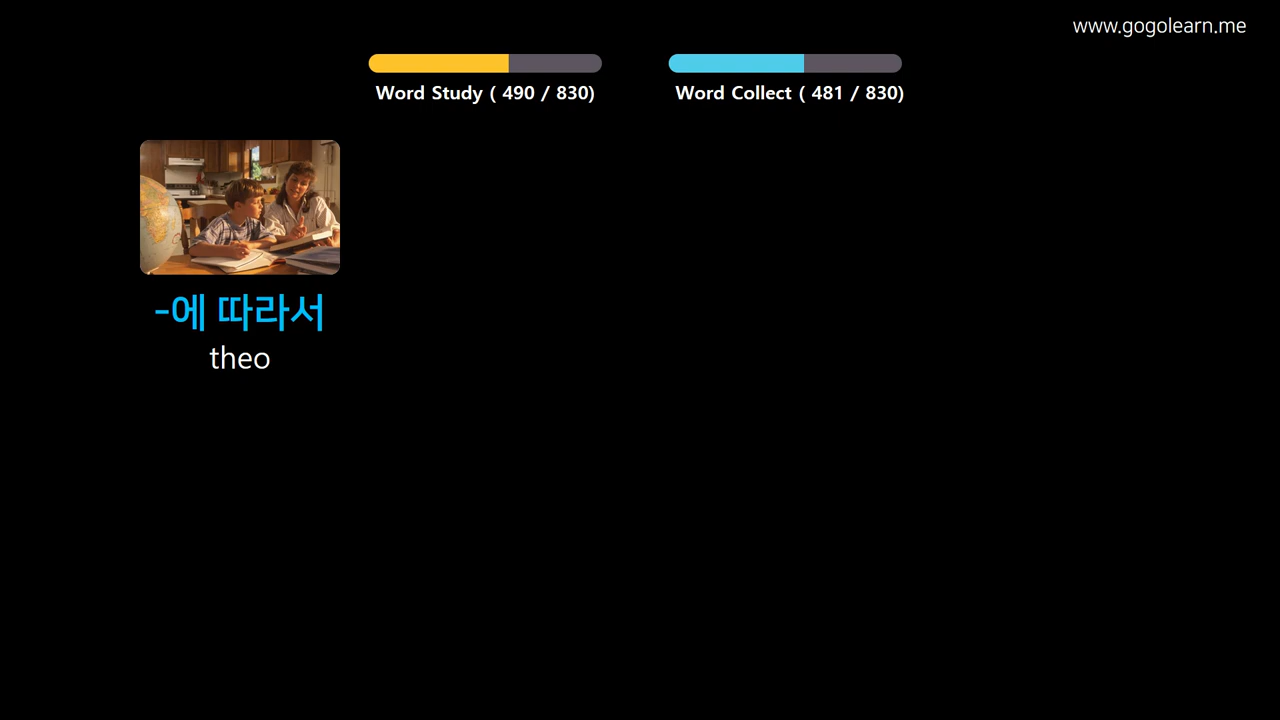 www.gogolearn.me
Word Study ( 490 / 830)
Word Collect ( 481 / 830)
-에 따라서
theo